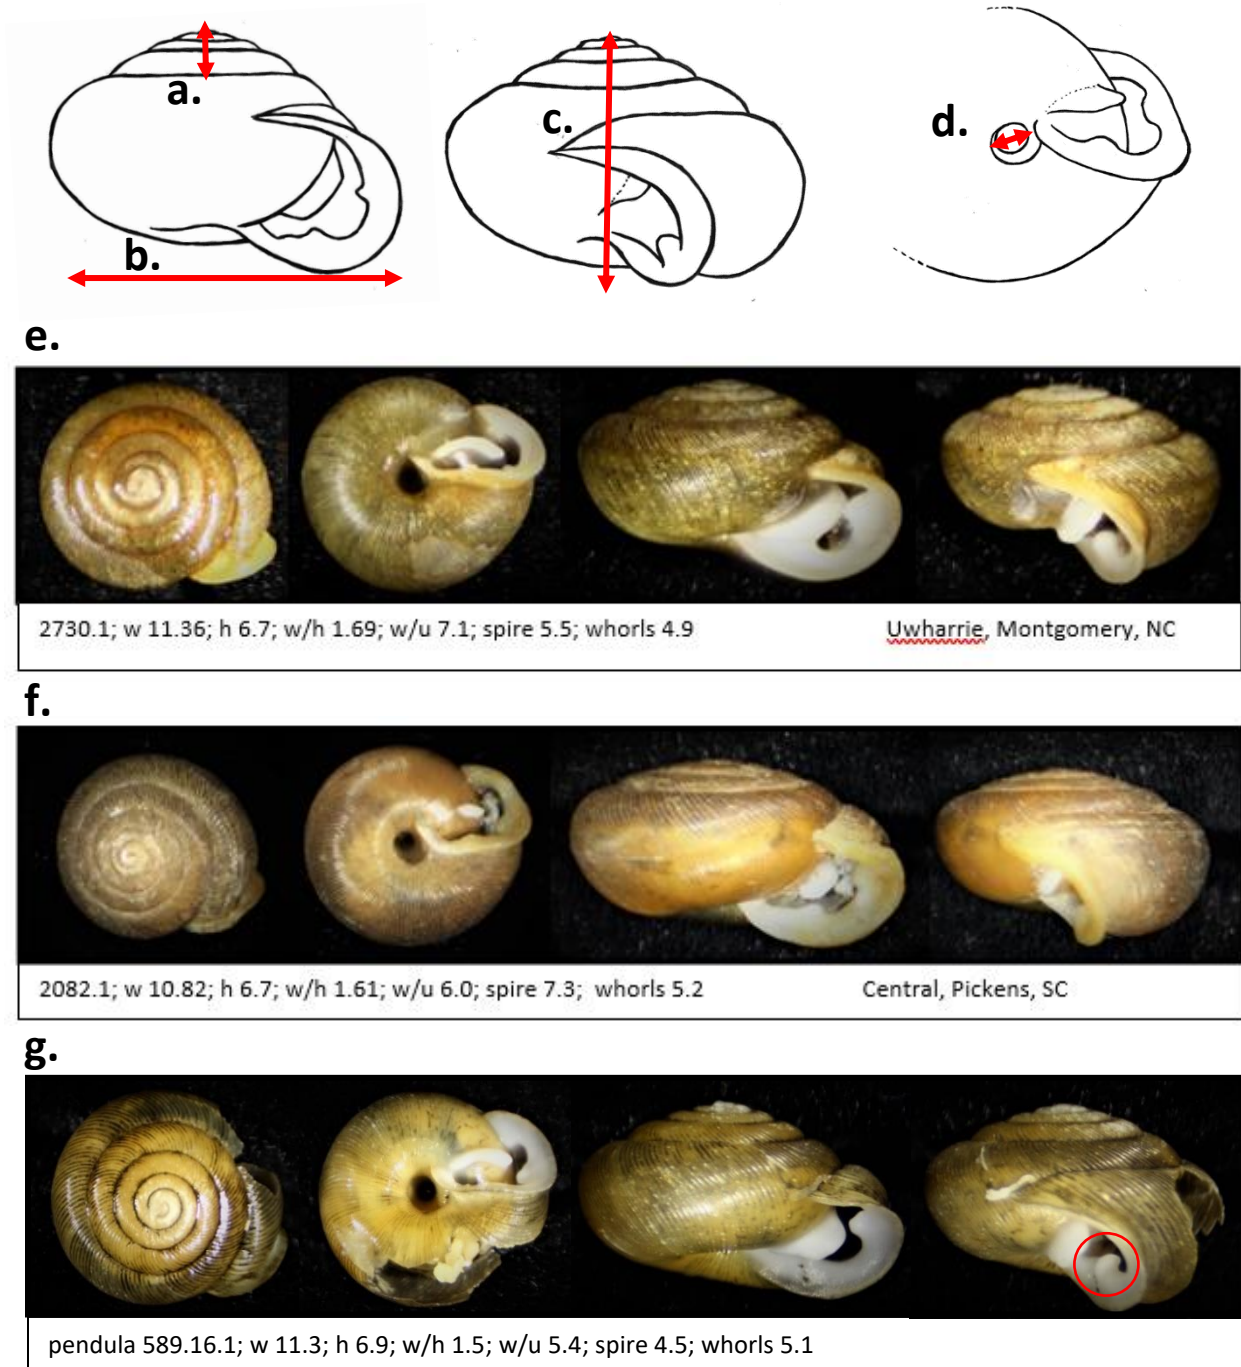 a.
b.
c.
d.
e.
2730.1; w 11.36; h 6.7; w/h 1.69; w/u 7.1; spire 5.5; whorls 4.9 Uwharrie, Montgomery, NC
f.
2082.1; w 10.82; h 6.7; w/h 1.61; w/u 6.0; spire 7.3; whorls 5.2 Central, Pickens, SC
g.
pendula 589.16.1; w 11.3; h 6.9; w/h 1.5; w/u 5.4; spire 4.5; whorls 5.1